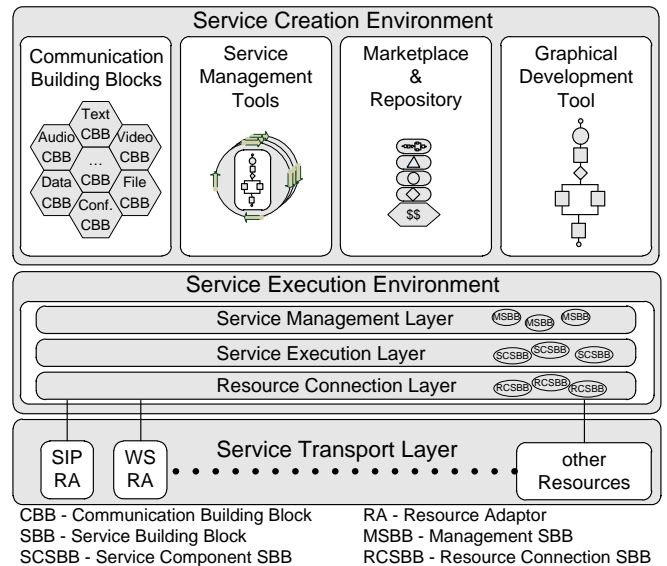 Service Creation Environment
Communication
Building Blocks
Text
CBB
Audio
CBB
Video
CBB
...
CBB
Data
CBB
File
CBB
Conf.
CBB
Service
Management
Tools
Marketplace
&
Repository
$$
Graphical
Development
Tool
Service Execution Environment
Service Management Layer
MSBB
MSBB
MSBB
Service Execution Layer
SCSBB
SCSBB
SCSBB
Resource Connection Layer
RCSBB
RCSBB
RCSBB
Service Transport Layer
SIP
RA
WS
RA
other
Resources
CBB - Communication Building Block
SBB - Service Building Block
SCSBB - Service Component SBB
RA - Resource Adaptor
MSBB - Management SBB
RCSBB - Resource Connection SBB